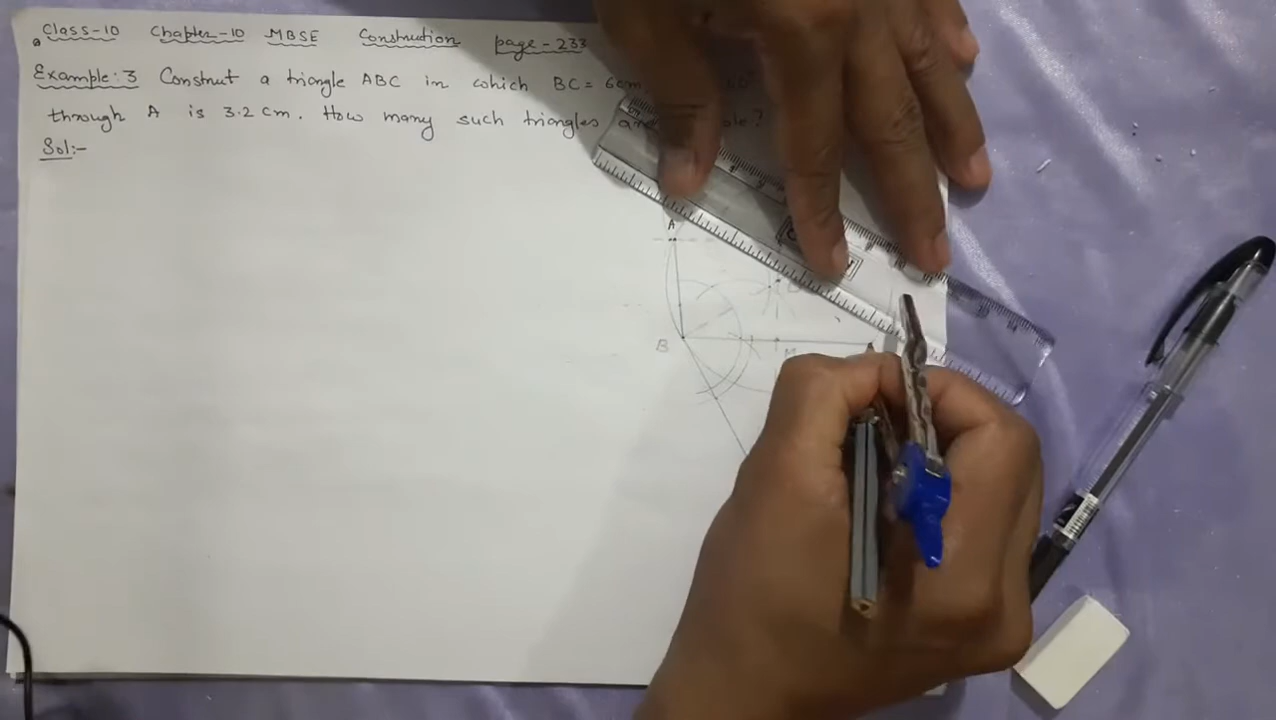 Class-10 Chapter-10 MBSE Construction page-233
Example:3 Construct a triangle ABC in which BC= 6cm
through A is 3.2 cm. How many such triangles are
Sol:-
A
B
M